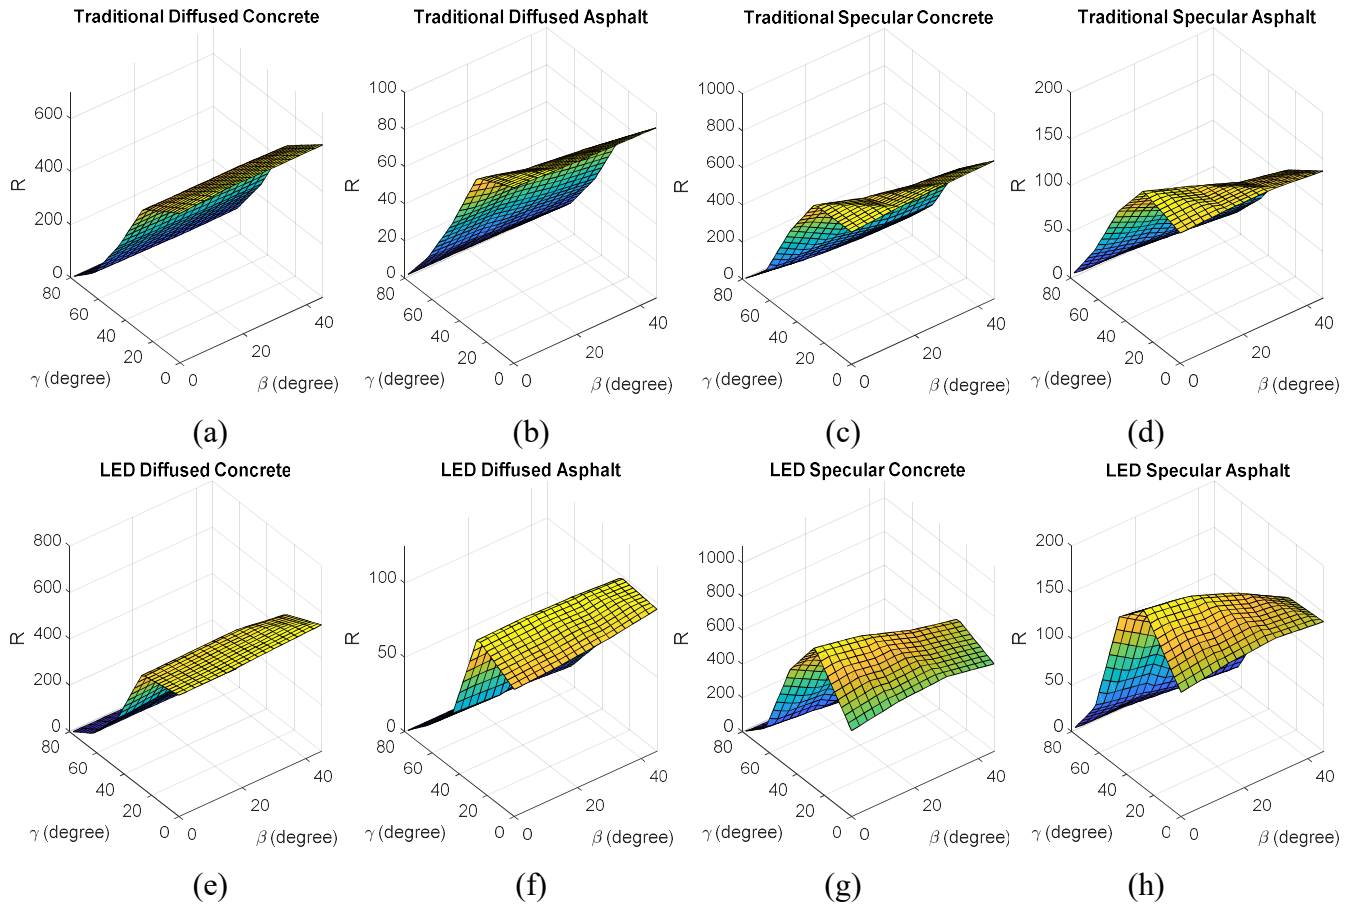 Traditional Diffused Concrete
Traditional Diffused Asphalt
Traditional Specular Concrete
Traditional Specular Asphalt
R
600
400
200
0
80
60
40
20
0
0
20
40
γ (degree)
β (degree)
(a)
R
100
80
60
40
20
0
80
60
40
20
0
0
20
40
γ (degree)
β (degree)
(b)
R
1000
800
600
400
200
0
80
60
40
20
0
0
20
40
γ (degree)
β (degree)
(c)
R
200
150
100
50
0
80
60
40
20
0
0
20
40
γ (degree)
β (degree)
(d)
LED Diffused Concrete
LED Diffused Asphalt
LED Specular Concrete
LED Specular Asphalt
R
800
600
400
200
0
80
60
40
20
0
0
20
40
γ (degree)
β (degree)
(e)
R
100
50
0
80
60
40
20
0
0
20
40
γ (degree)
β (degree)
(f)
R
1000
800
600
400
200
0
80
60
40
20
0
0
20
40
γ (degree)
β (degree)
(g)
R
200
150
100
50
0
80
60
40
20
0
0
20
40
γ (degree)
β (degree)
(h)